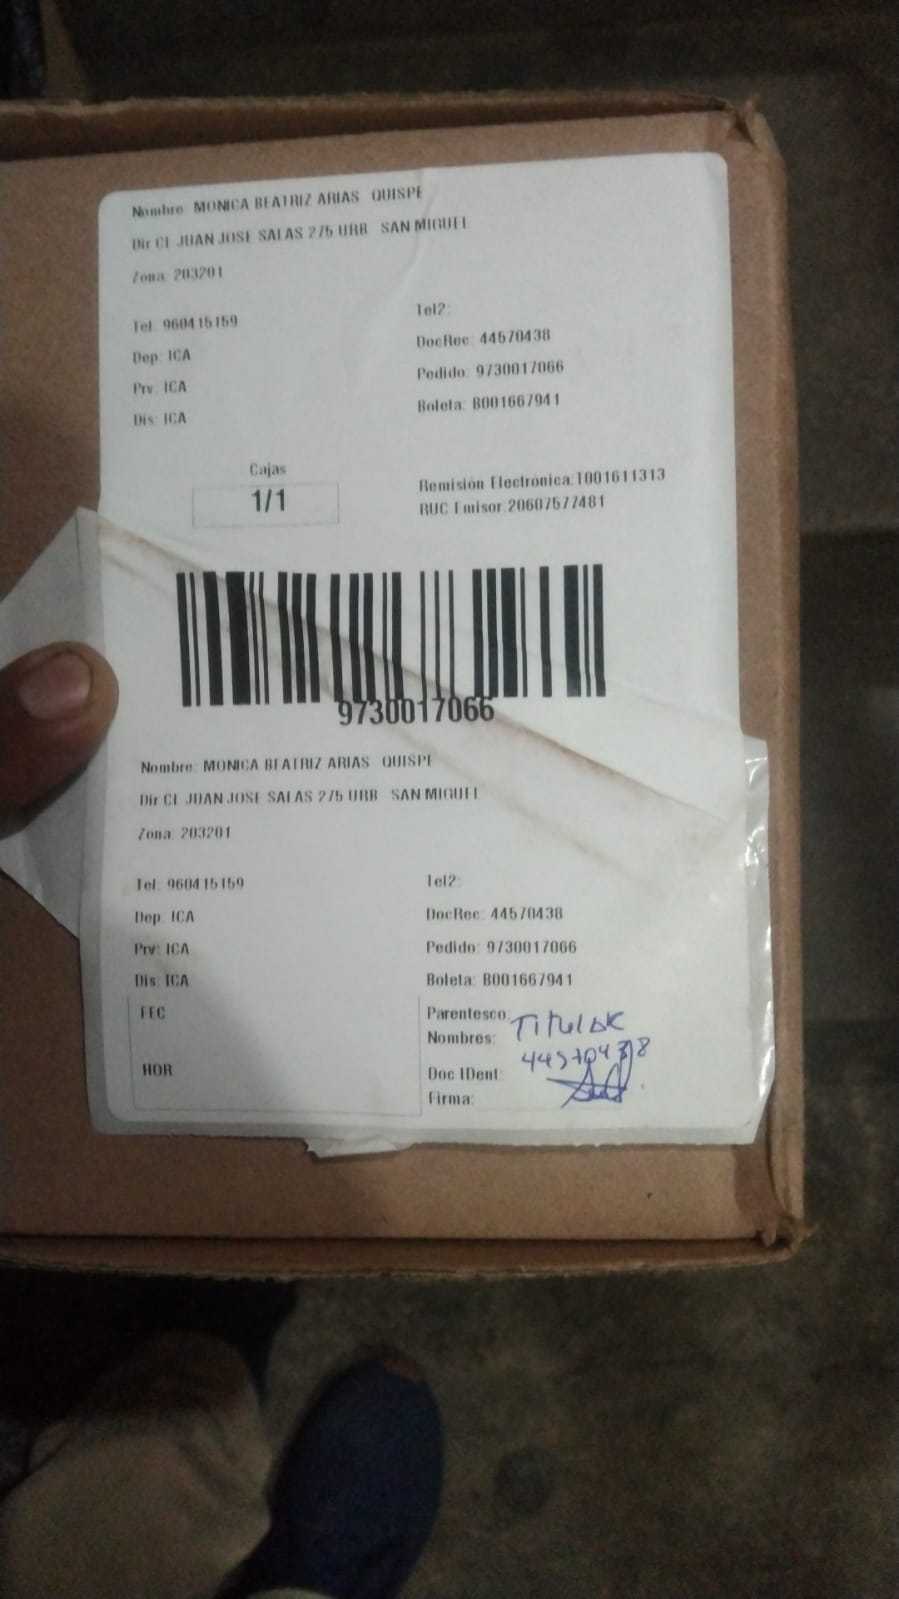 Nombre: MONICA BEATRIZ ARIAS QUISPE
Dir CL JUAN JOSE SALAS 275 URB SAN MIGUEL
Zona: 203201
Tel: 960415159
Tel2:
Dep: ICA
DocRec: 44570438
Prv: ICA
Pedido: 9730017066
Dis: ICA
Boleta: B001667941
Cajas
1/1
Remisión Electrónica:T001611313
RUC Emisor:20607577481
9730017066
Nombre: MONICA BEATRIZ ARIAS QUISPE
Dir CL JUAN JOSE SALAS 275 URB SAN MIGUEL
Zona: 203201
Tel: 960415159
Tel2:
Dep: ICA
DocRec: 44570438
Prv: ICA
Pedido: 9730017066
Dis: ICA
Boleta: B001667941
FEC
Parentesco:
Nombres: Titular
HOR
Doc IDent: 44570438
Firma: